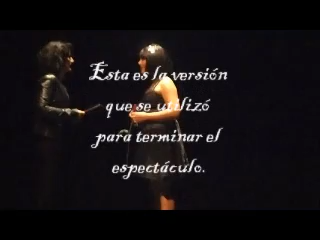 Esta es la versión
que se utilizó
para terminar el
espectáculo.